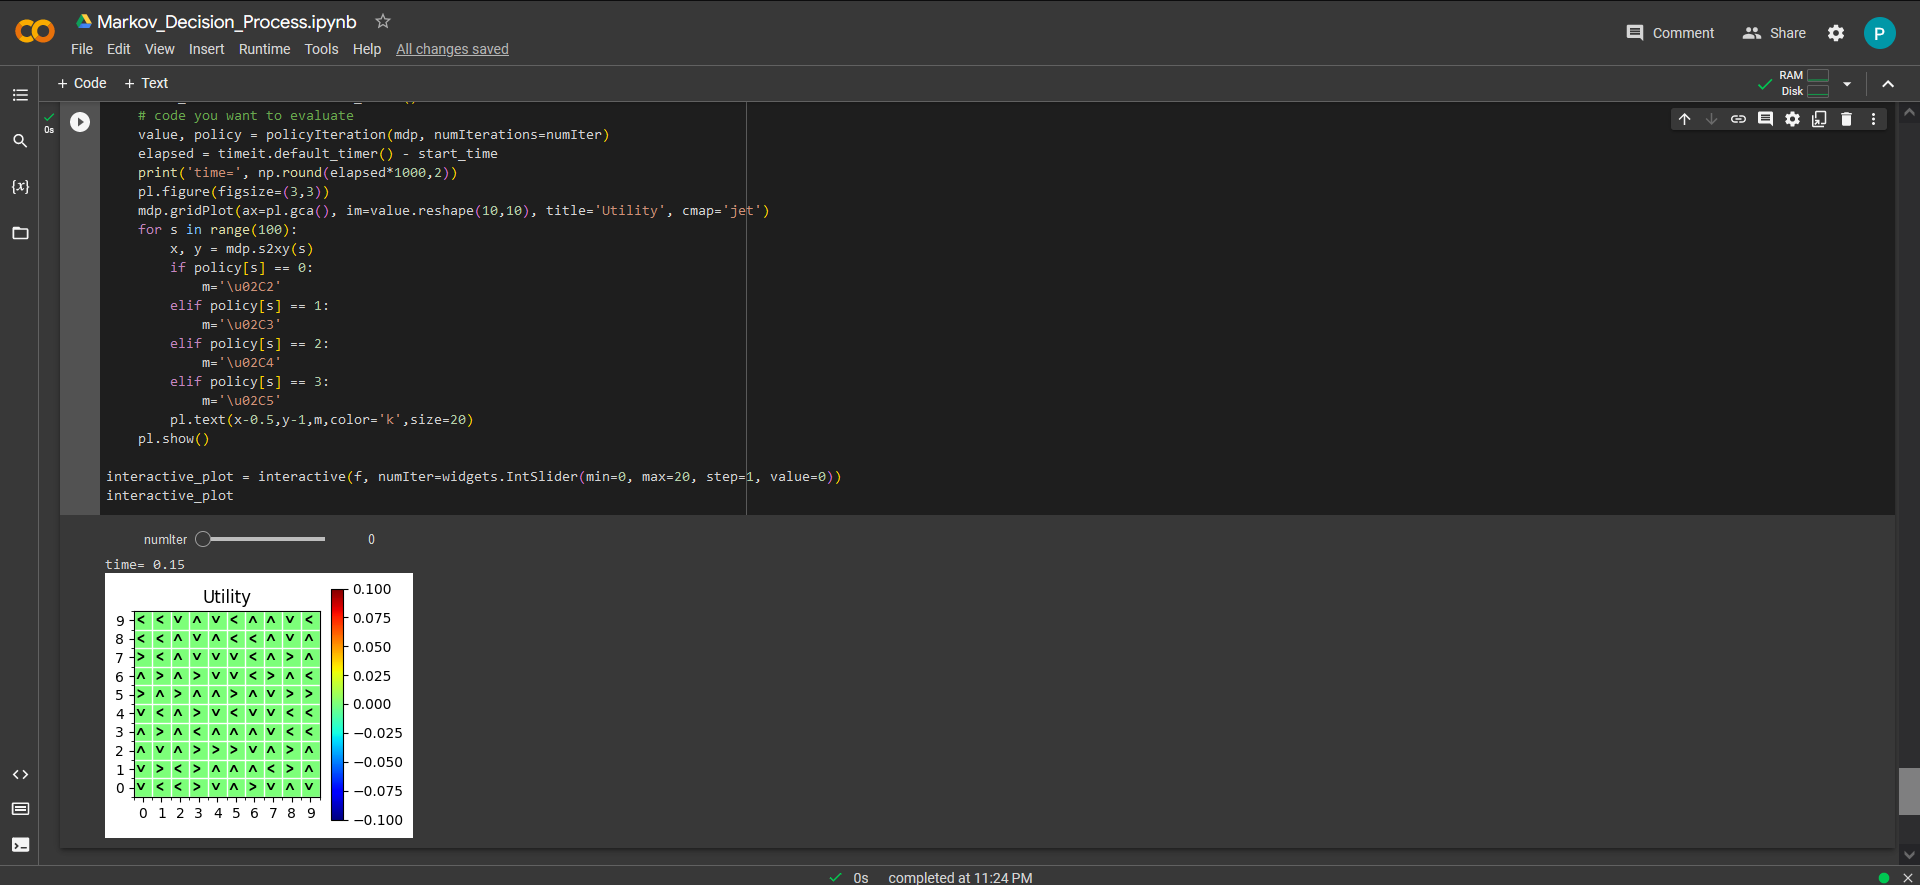 Markov_Decision_Process.ipynb
File Edit View Insert Runtime Tools Help All changes saved
Comment Share P
+ Code + Text
RAM
Disk
0s
# code you want to evaluate
value, policy = policyIteration(mdp, numIterations=numIter)
elapsed = timeit.default_timer() - start_time
print('time=', np.round(elapsed*1000,2))
pl.figure(figsize=(3,3))
mdp.gridPlot(ax=pl.gca(), im=value.reshape(10,10), title='Utility', cmap='jet')
for s in range(100):
x, y = mdp.s2xy(s)
if policy[s] == 0:
m='\u02C2'
elif policy[s] == 1:
m='\u02C3'
elif policy[s] == 2:
m='\u02C4'
elif policy[s] == 3:
m='\u02C5'
pl.text(x-0.5,y-1,m,color='k',size=20)
pl.show()
interactive_plot = interactive(f, numIter=widgets.IntSlider(min=0, max=20, step=1, value=0))
interactive_plot
numIter 0
time= 0.15
Utility
9 < < ˅ ˄ ˅ < ˄ ˄ ˅ <
8 < < ˄ ˅ ˄ < < ˄ ˅ ˄
7 > < ˄ ˅ ˅ ˅ < ˄ > ˄
6 ˄ > ˄ > ˅ ˅ < > ˄ <
5 > ˄ > ˄ ˄ > ˄ ˅ > >
4 ˅ < ˄ > ˅ < ˅ ˅ < <
3 ˄ > ˄ < ˄ ˄ ˄ ˅ < <
2 ˄ ˅ ˄ > > > ˅ ˄ > ˄
1 ˅ > < > ˄ ˄ ˄ < > ˄
0 ˅ < < > ˅ ˄ > ˅ ˄ ˅
0 1 2 3 4 5 6 7 8 9
0.100
0.075
0.050
0.025
0.000
−0.025
−0.050
−0.075
−0.100
0s completed at 11:24 PM